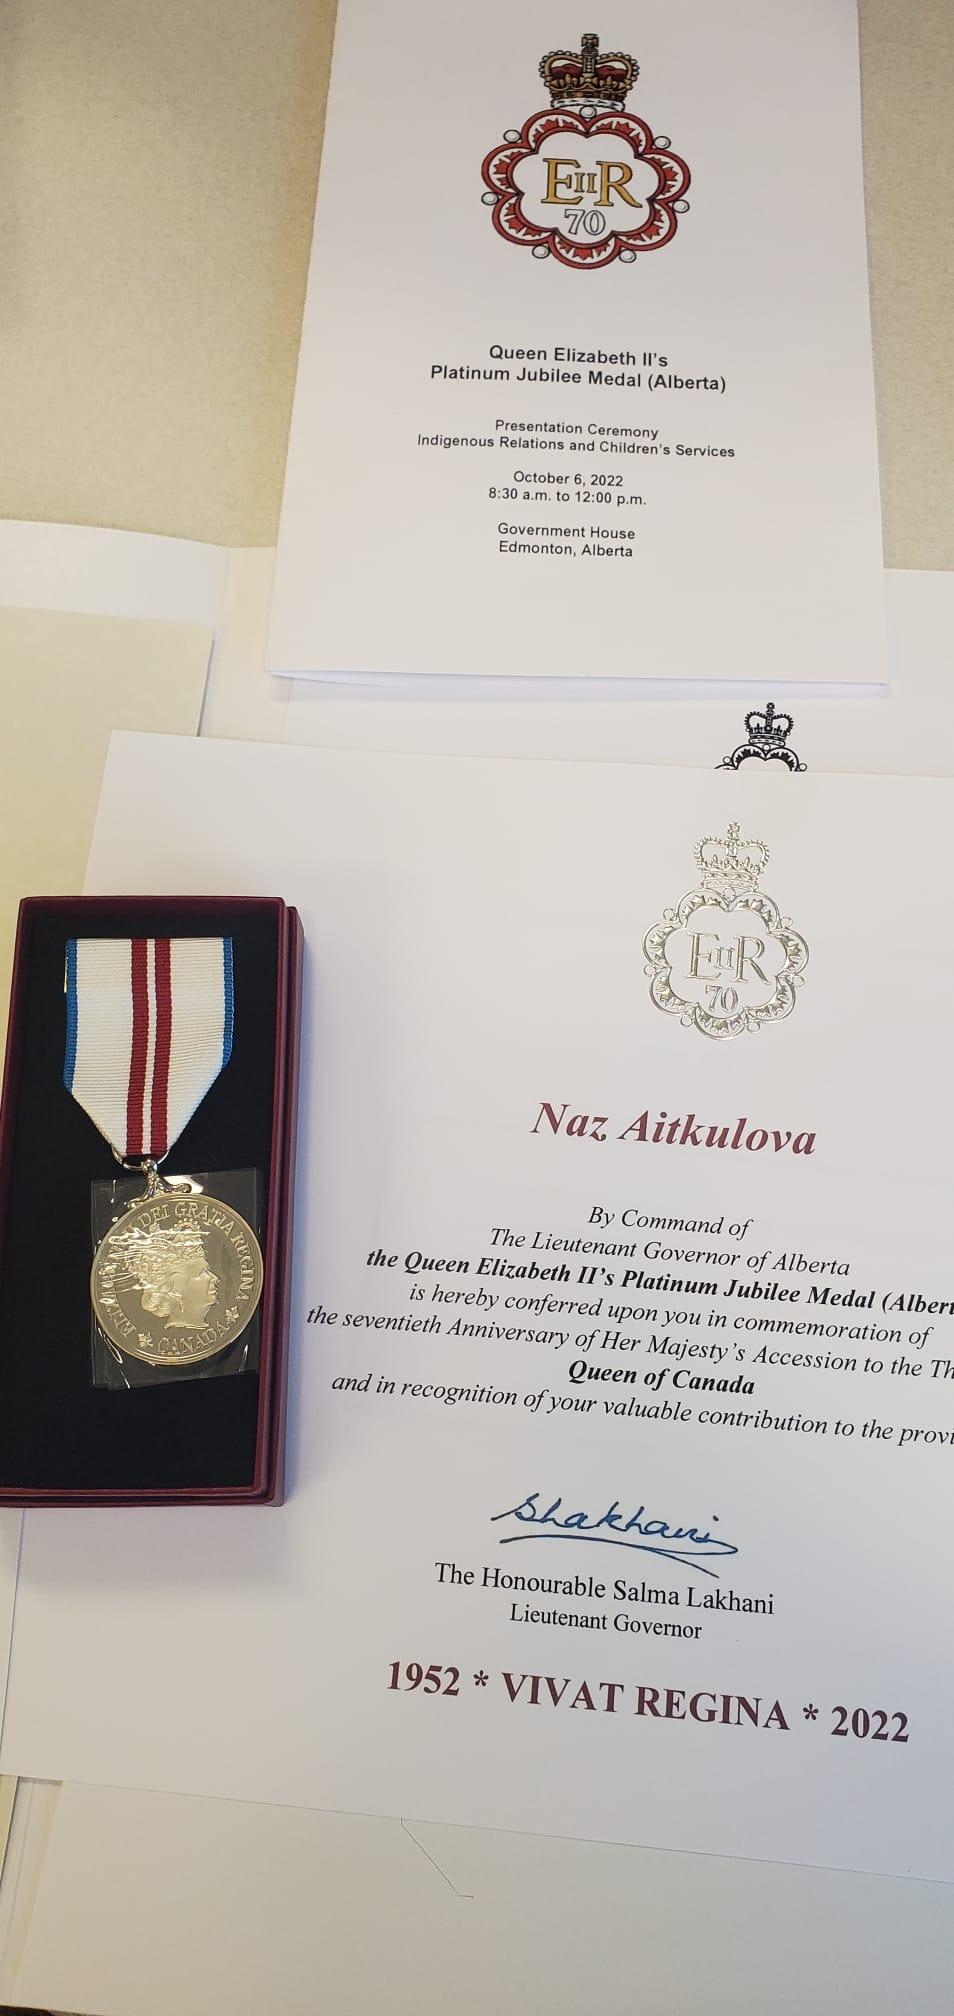 EIIR
70
Queen Elizabeth II's
Platinum Jubilee Medal (Alberta)
Presentation Ceremony
Indigenous Relations and Children's Services
October 6, 2022
8:30 a.m. to 12:00 p.m.
Government House
Edmonton, Alberta
EIIR
70
Naz Aitkulova
By Command of
The Lieutenant Governor of Alberta
the Queen Elizabeth II's Platinum Jubilee Medal (Albert
is hereby conferred upon you in commemoration of
the seventieth Anniversary of Her Majesty's Accession to the Th
Queen of Canada
and in recognition of your valuable contribution to the provi
Shakhani
The Honourable Salma Lakhani
Lieutenant Governor
1952 * VIVAT REGINA * 2022
DEI GRATIA REGINA
CANADA